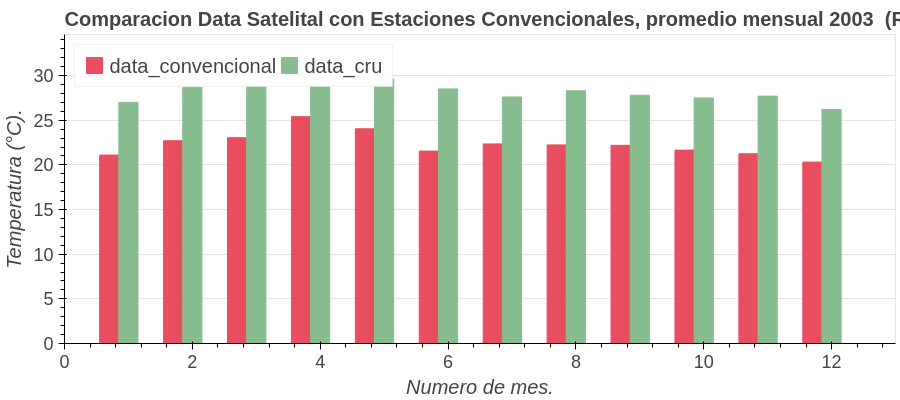 Comparacion Data Satelital con Estaciones Convencionales, promedio mensual 2003 (R
data_convencional data_cru
Temperatura (°C).
30
25
20
15
10
5
0
0 2 4 6 8 10 12
Numero de mes.